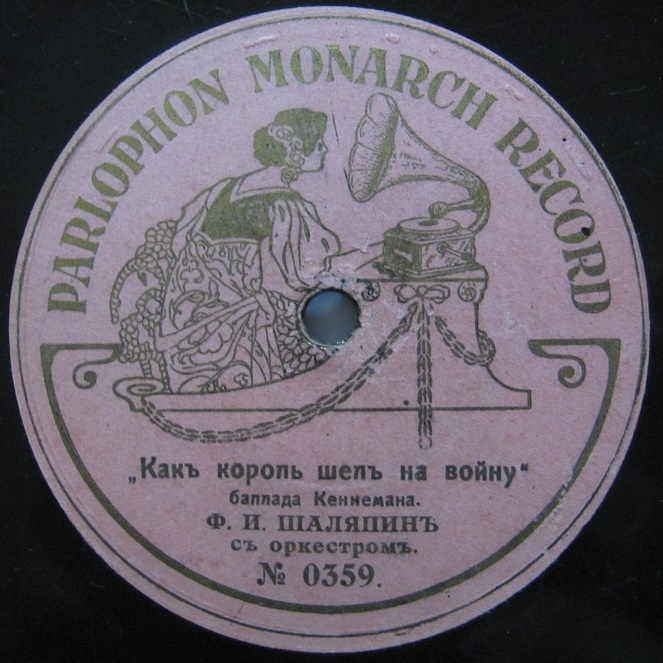 PARLOPHON MONARCH RECORD
„Какъ король шелъ на войну“
баллада Кеннемана.
Ф. И. ШАЛЯПИНЪ
съ оркестромъ.
№ 0359.